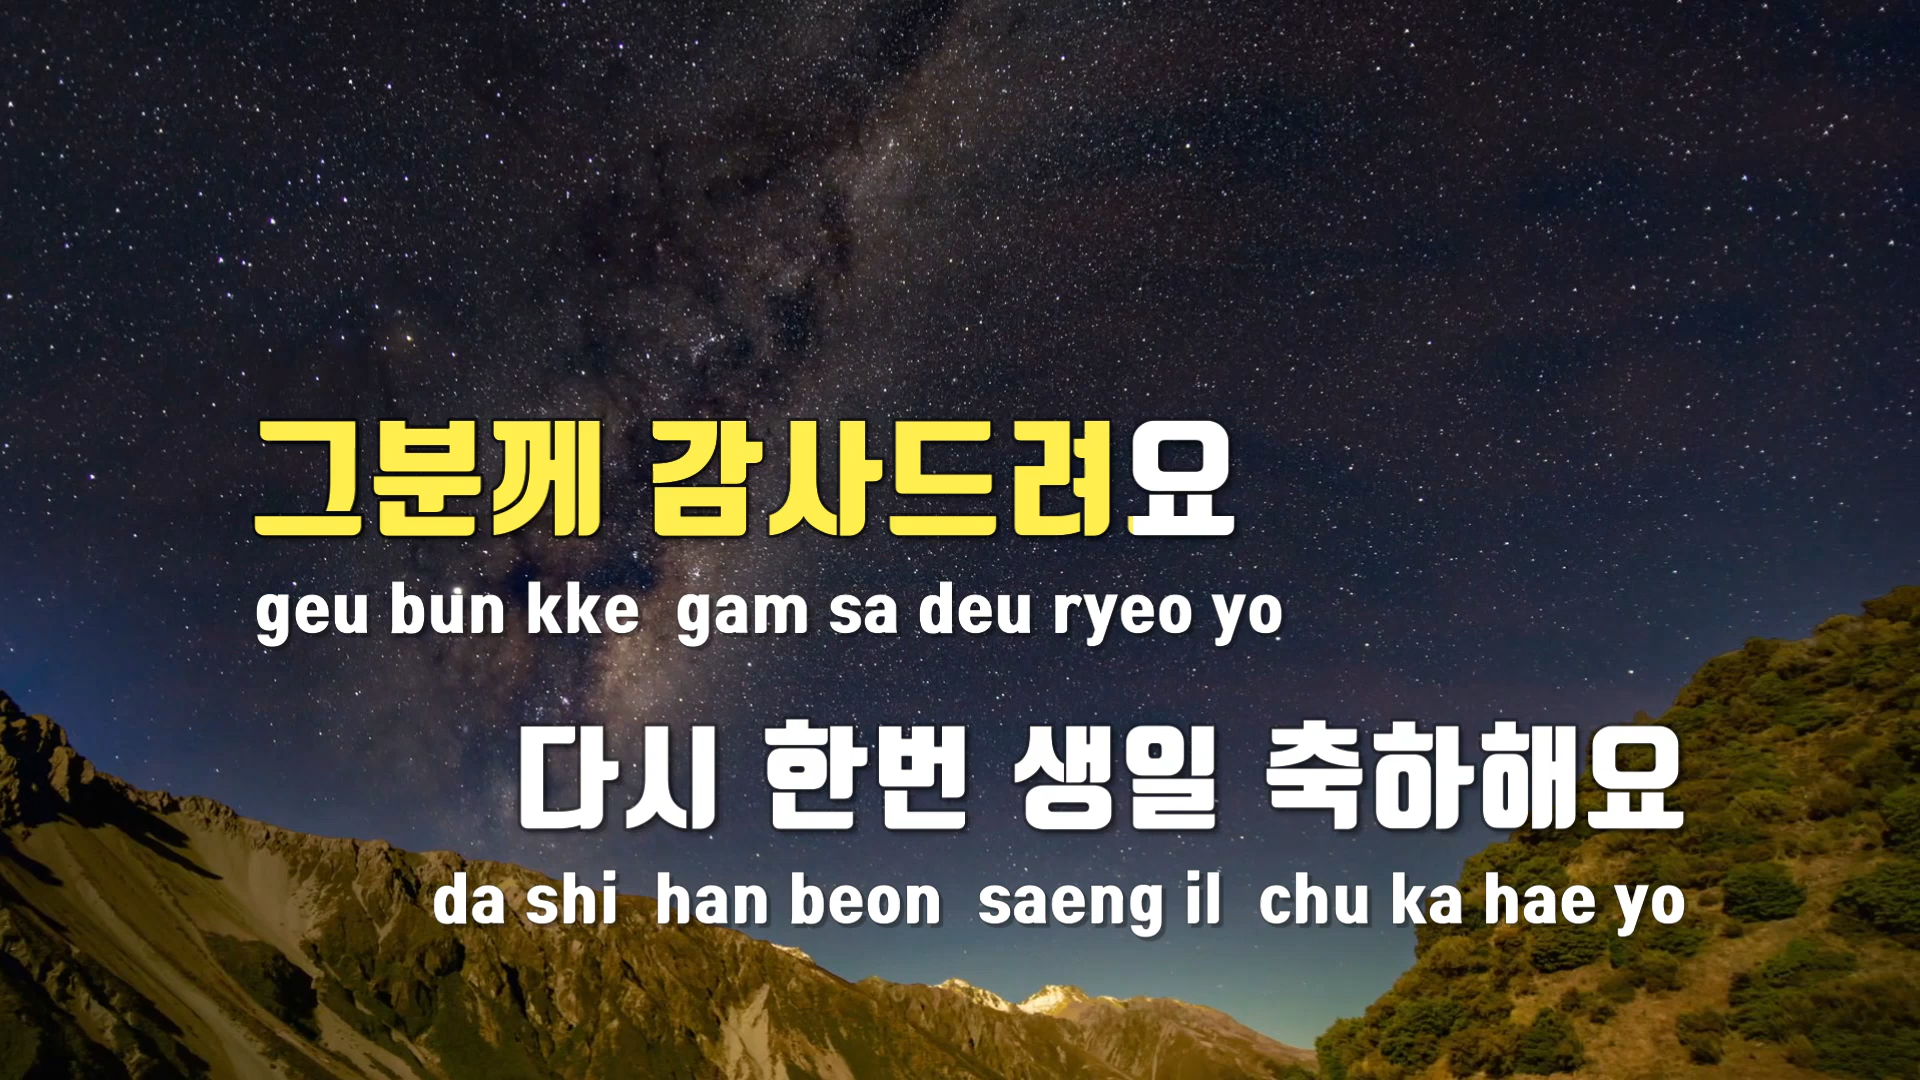 그분께 감사드려요
geu bun kke gam sa deu ryeo yo
다시 한번 생일 축하해요
da shi han beon saeng il chu ka hae yo